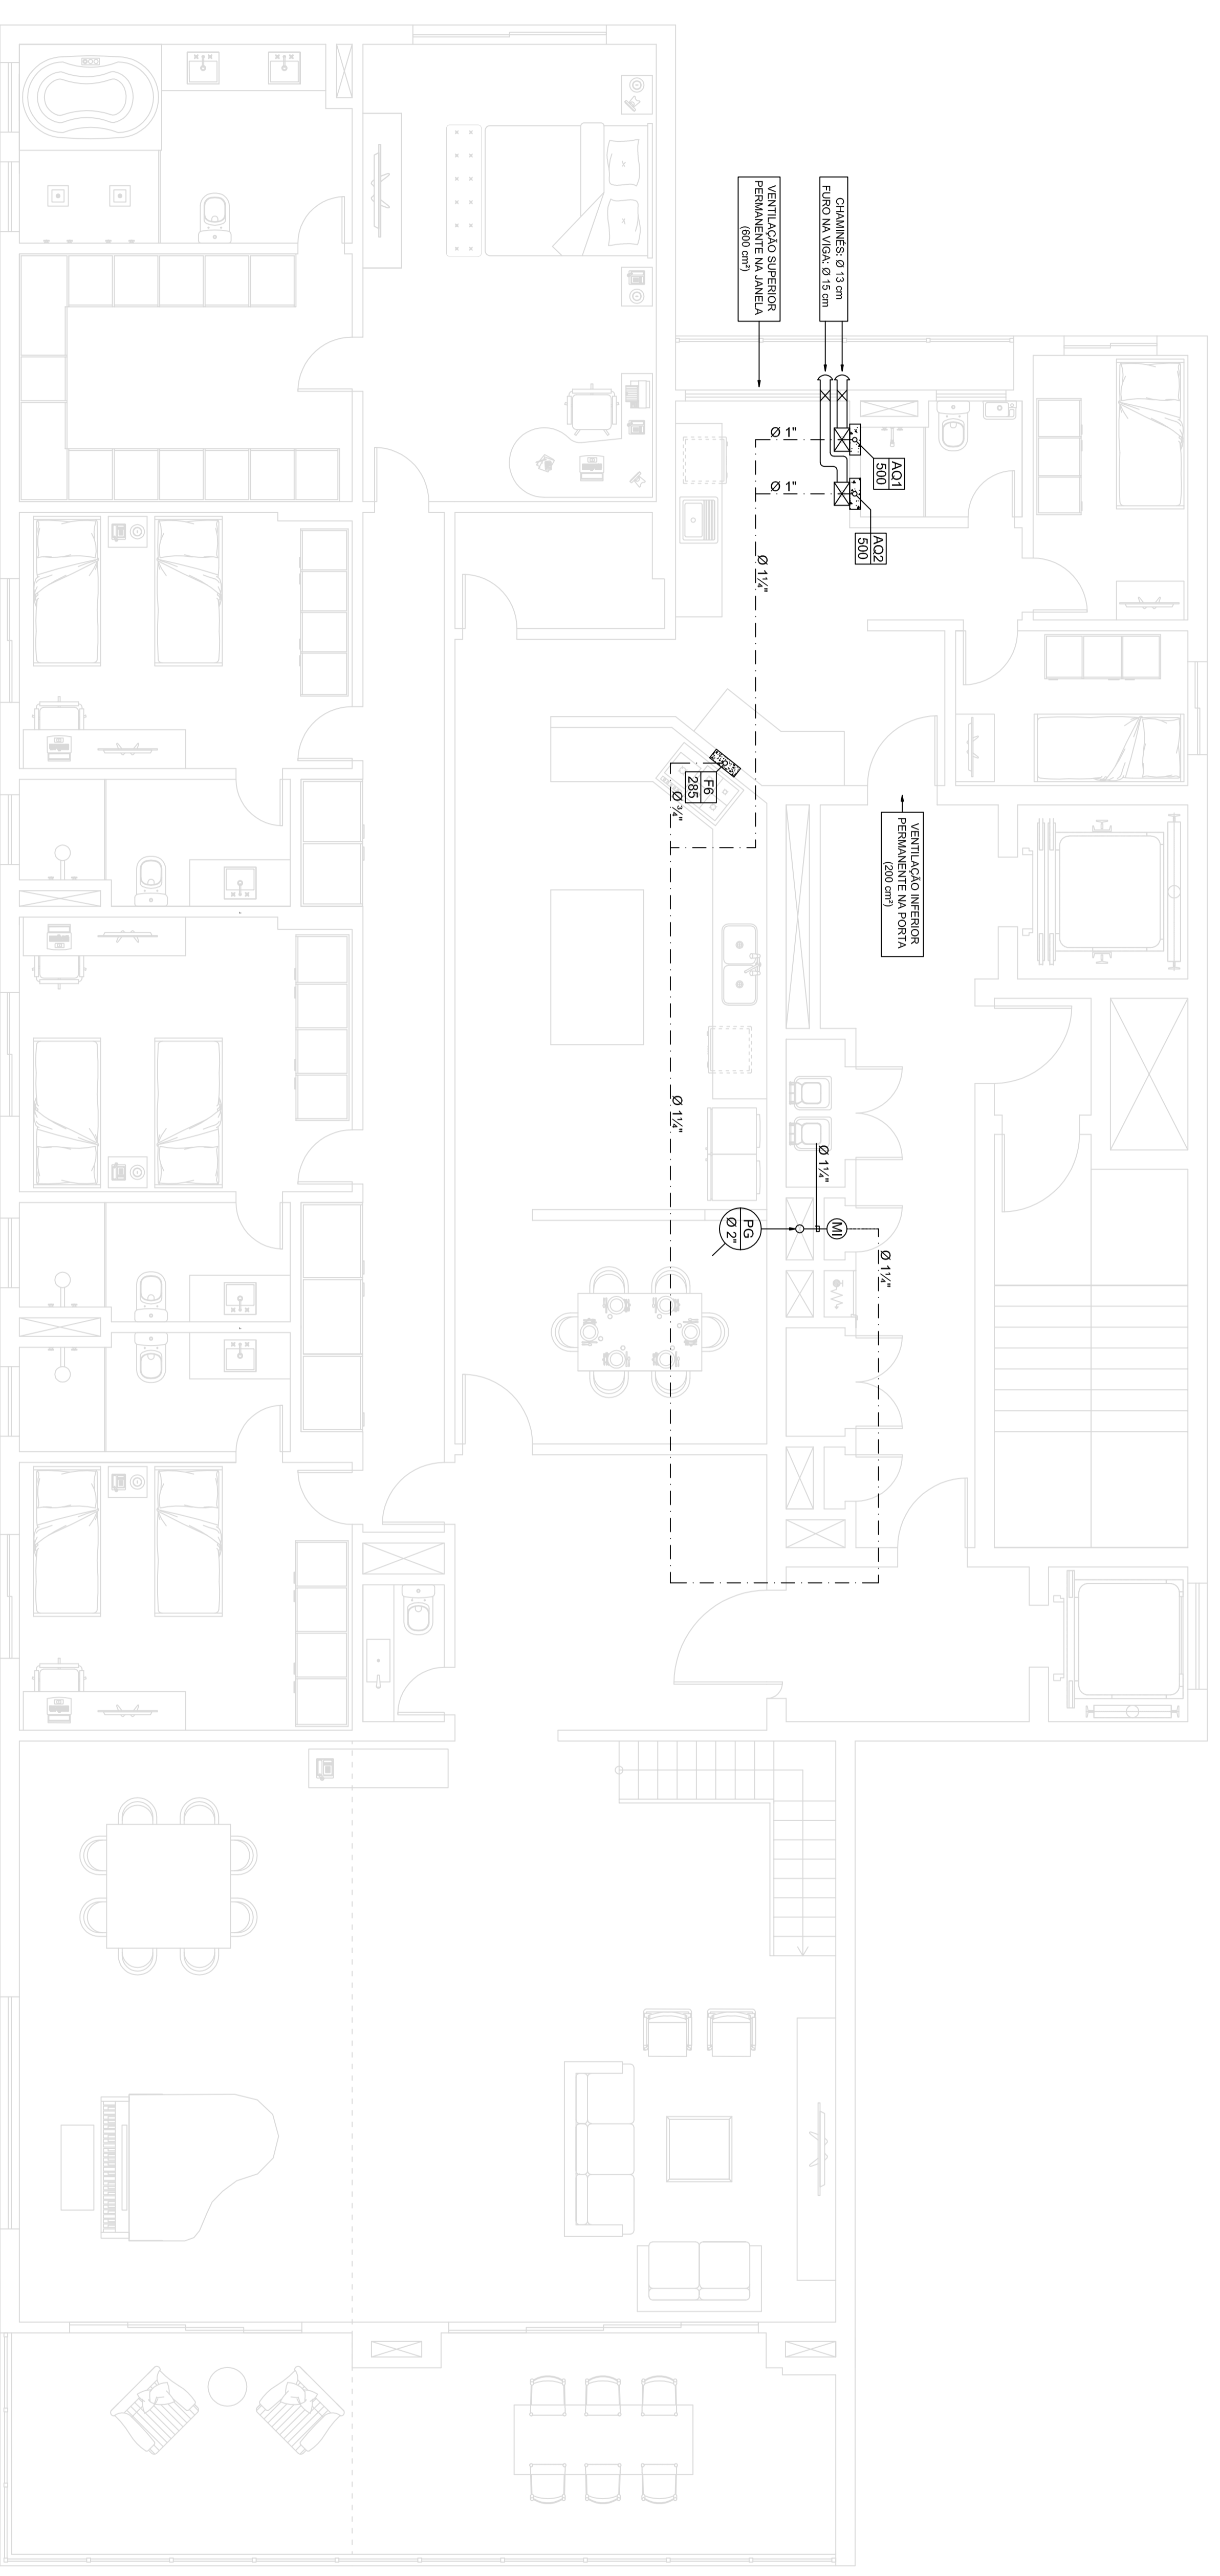 CHAMINÉS: Ø 13 cm
FURO NA VIGA: Ø 15 cm
VENTILAÇÃO SUPERIOR
PERMANENTE NA JANELA
(600 cm²)
AQ1
500
AQ2
500
Ø 1"
Ø 1"
Ø 1¼"
F6
285
Ø ¾"
VENTILAÇÃO INFERIOR
PERMANENTE NA PORTA
(200 cm²)
Ø 1¼"
Ø 1¼"
MI
PG
Ø 2"
Ø 1¼"